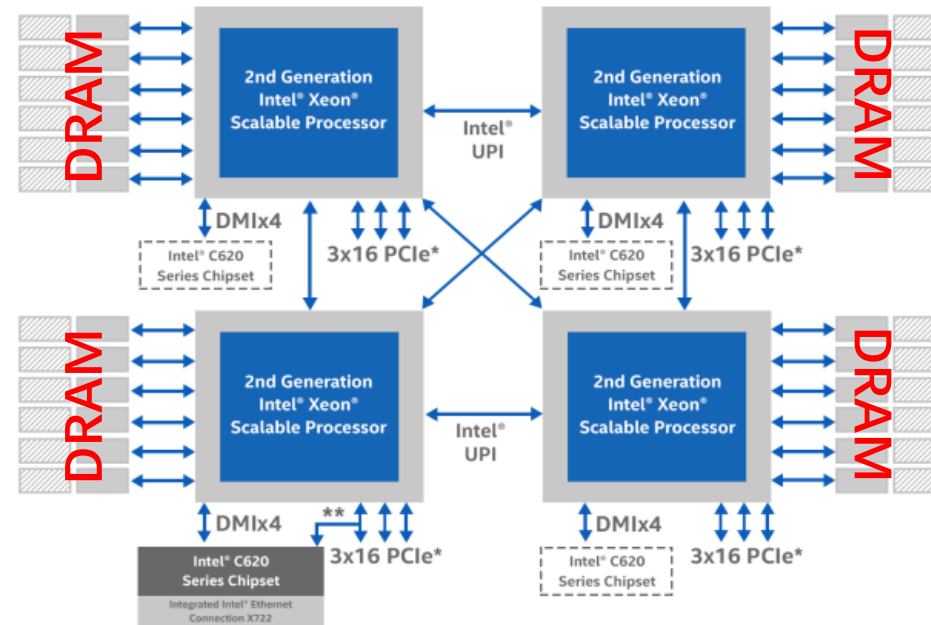 DRAM
2nd Generation
Intel® Xeon®
Scalable Processor
Intel®
UPI
2nd Generation
Intel® Xeon®
Scalable Processor
DRAM
DMIx4
Intel® C620
Series Chipset
3x16 PCIe*
DMIx4
Intel® C620
Series Chipset
3x16 PCIe*
DRAM
2nd Generation
Intel® Xeon®
Scalable Processor
Intel®
UPI
2nd Generation
Intel® Xeon®
Scalable Processor
DRAM
DMIx4
**
3x16 PCIe*
Intel® C620
Series Chipset
Integrated Intel® Ethernet
Connection X722
DMIx4
Intel® C620
Series Chipset
3x16 PCIe*